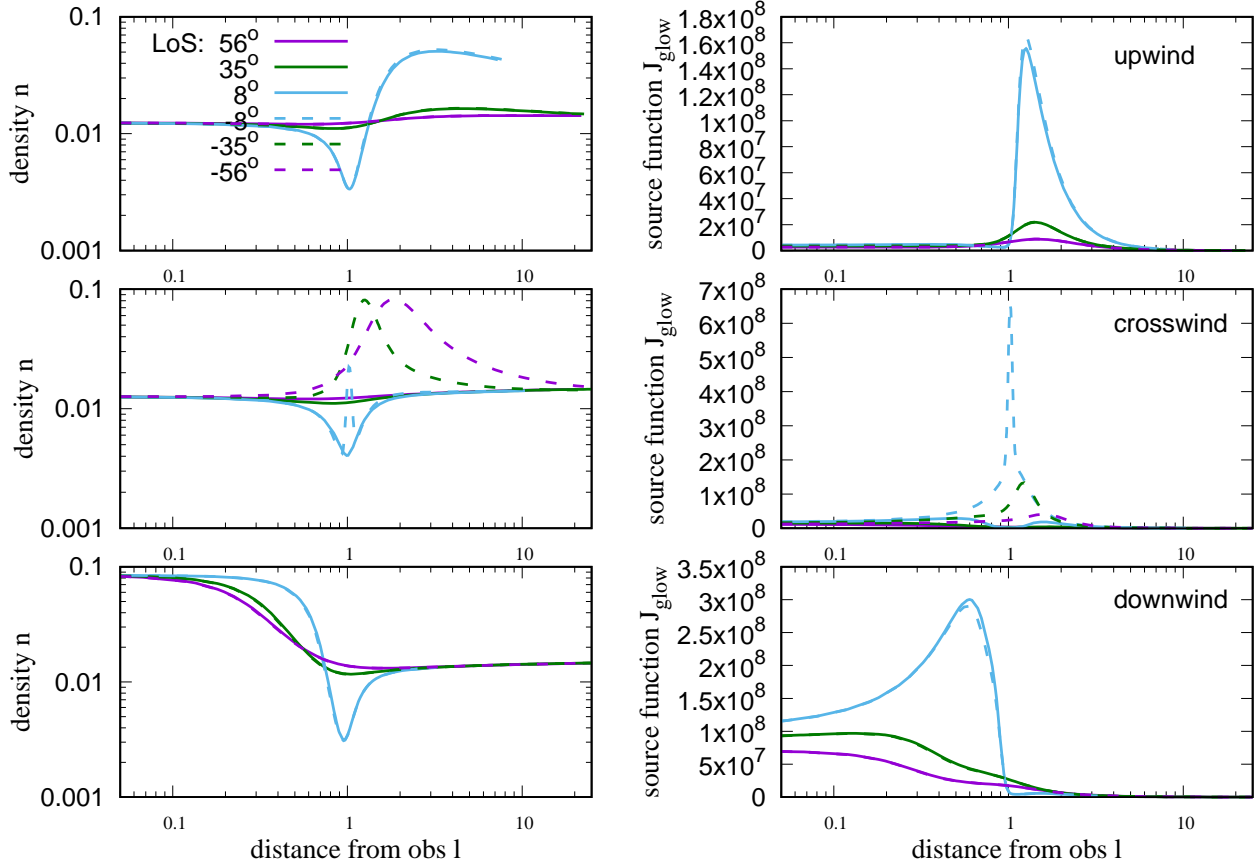 density n
0.1
0.01
0.001
LoS: 56°
35°
8°
-8°
-35°
-56°
0.1 1 10
source function J_glow
1.8x10^8
1.6x10^8
1.4x10^8
1.2x10^8
1x10^8
8x10^7
6x10^7
4x10^7
2x10^7
0
upwind
0.1 1 10
density n
0.1
0.01
0.001
0.1 1 10
source function J_glow
7x10^8
6x10^8
5x10^8
4x10^8
3x10^8
2x10^8
1x10^8
0
crosswind
0.1 1 10
density n
0.1
0.01
0.001
0.1 1 10
distance from obs l
source function J_glow
3.5x10^8
3x10^8
2.5x10^8
2x10^8
1.5x10^8
1x10^8
5x10^7
0
downwind
0.1 1 10
distance from obs l